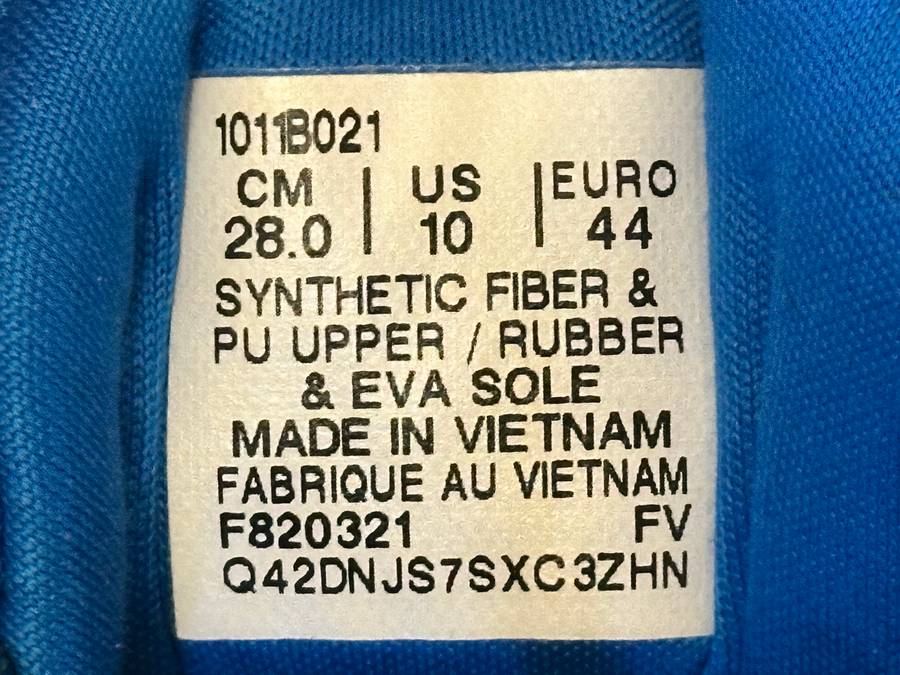 1011B021
CM | US | EURO
28.0 | 10 | 44
SYNTHETIC FIBER &
PU UPPER / RUBBER
& EVA SOLE
MADE IN VIETNAM
FABRIQUE AU VIETNAM
F820321 FV
Q42DNJS7SXC3ZHN